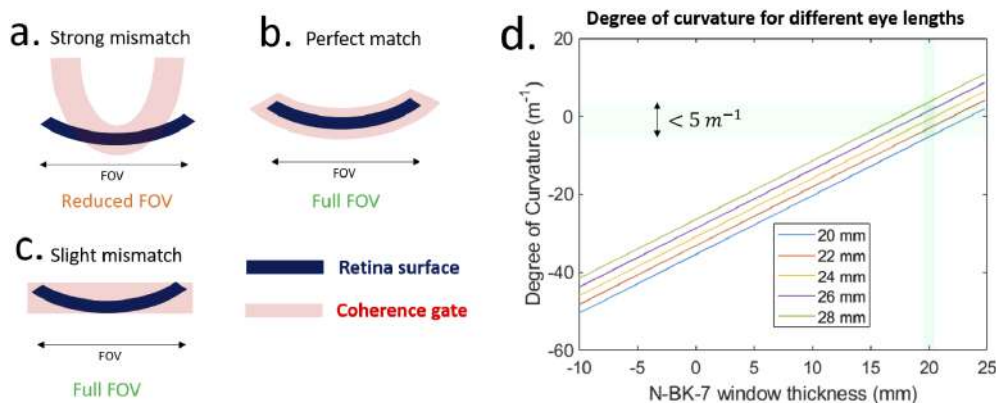 a. Strong mismatch
FOV
Reduced FOV
b. Perfect match
FOV
Full FOV
c. Slight mismatch
FOV
Full FOV
Retina surface
Coherence gate
d. Degree of curvature for different eye lengths
Degree of Curvature (m⁻¹)
20
0
-20
-40
-60
< 5 m⁻¹
20 mm
22 mm
24 mm
26 mm
28 mm
-10 -5 0 5 10 15 20 25
N-BK-7 window thickness (mm)